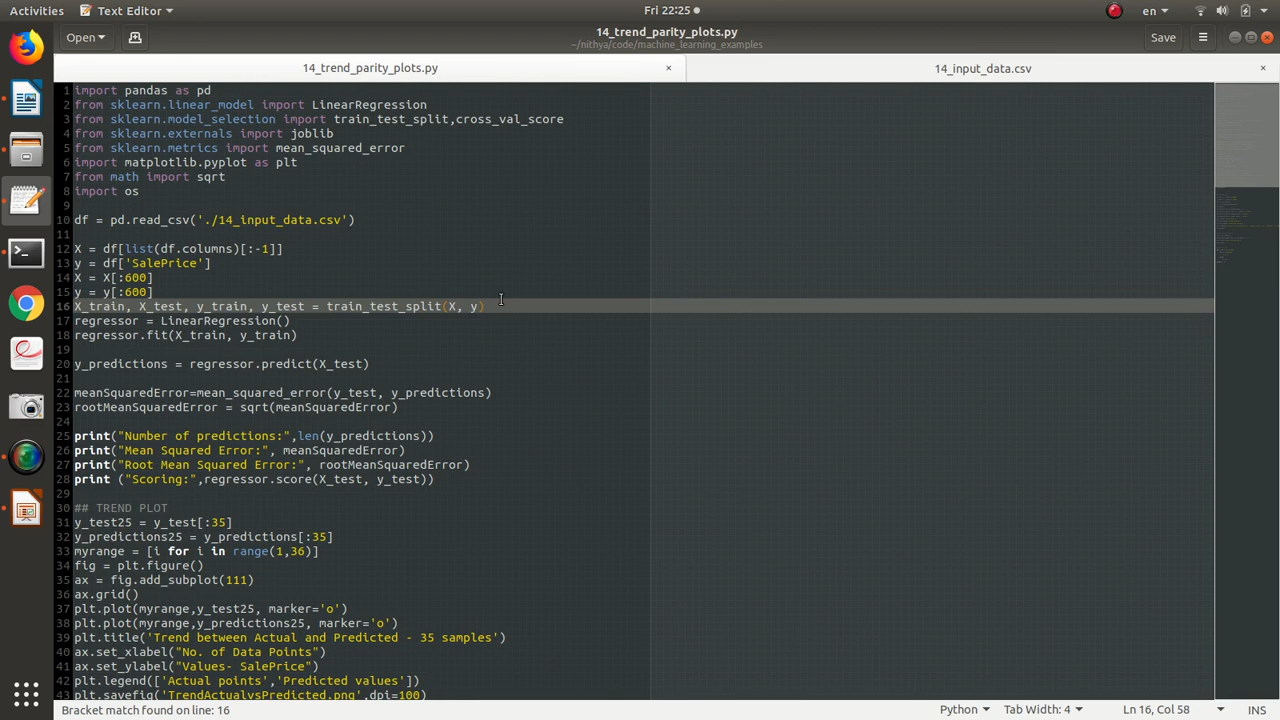 Activities
Text Editor
Fri 22:25
en
Open
14_trend_parity_plots.py
~/nithya/code/machine_learning_examples
Save
14_trend_parity_plots.py ×
14_input_data.csv ×
1 import pandas as pd
2 from sklearn.linear_model import LinearRegression
3 from sklearn.model_selection import train_test_split,cross_val_score
4 from sklearn.externals import joblib
5 from sklearn.metrics import mean_squared_error
6 import matplotlib.pyplot as plt
7 from math import sqrt
8 import os
9
10 df = pd.read_csv('./14_input_data.csv')
11
12 X = df[list(df.columns)[:-1]]
13 y = df['SalePrice']
14 X = X[:600]
15 y = y[:600]
16 X_train, X_test, y_train, y_test = train_test_split(X, y)
17 regressor = LinearRegression()
18 regressor.fit(X_train, y_train)
19
20 y_predictions = regressor.predict(X_test)
21
22 meanSquaredError=mean_squared_error(y_test, y_predictions)
23 rootMeanSquaredError = sqrt(meanSquaredError)
24
25 print("Number of predictions:",len(y_predictions))
26 print("Mean Squared Error:", meanSquaredError)
27 print("Root Mean Squared Error:", rootMeanSquaredError)
28 print ("Scoring:",regressor.score(X_test, y_test))
29
30 ## TREND PLOT
31 y_test25 = y_test[:35]
32 y_predictions25 = y_predictions[:35]
33 myrange = [i for i in range(1,36)]
34 fig = plt.figure()
35 ax = fig.add_subplot(111)
36 ax.grid()
37 plt.plot(myrange,y_test25, marker='o')
38 plt.plot(myrange,y_predictions25, marker='o')
39 plt.title('Trend between Actual and Predicted - 35 samples')
40 ax.set_xlabel("No. of Data Points")
41 ax.set_ylabel("Values- SalePrice")
42 plt.legend(['Actual points','Predicted values'])
43 plt.savefig('TrendActualvsPredicted.png',dpi=100)
Bracket match found on line: 16
Python
Tab Width: 4
Ln 16, Col 58
INS